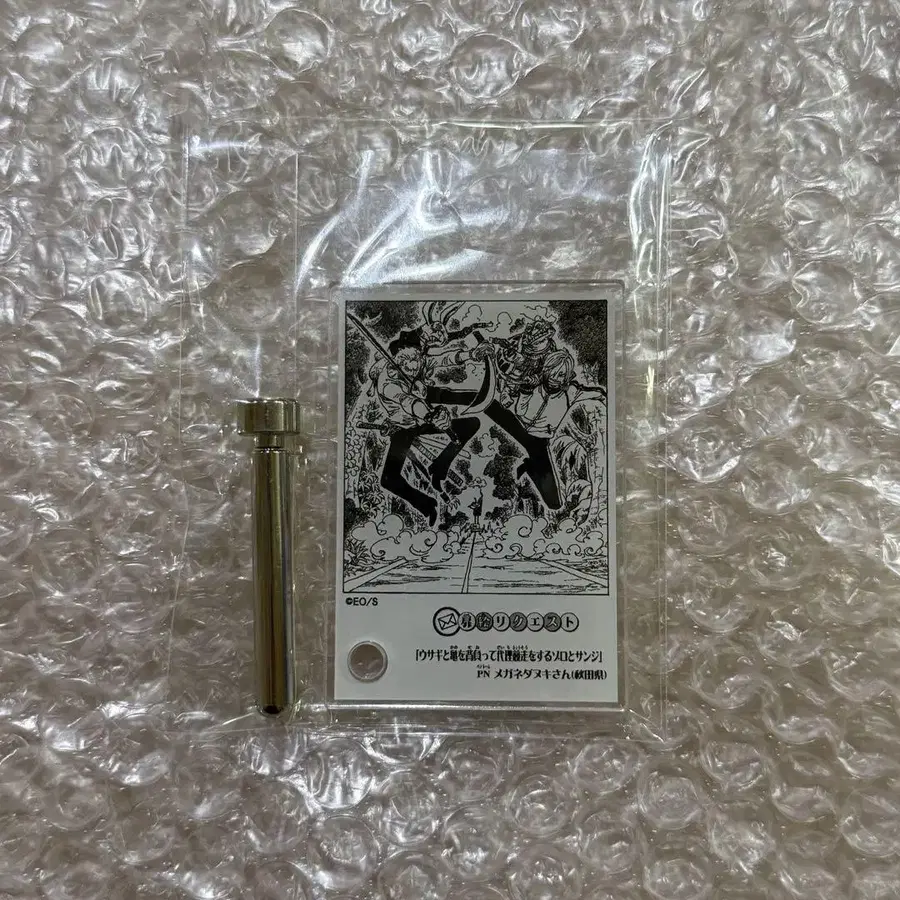 ©EO/S
扉絵リクエスト
「ウサギと亀を背負って代理競走をするゾロとサンジ」
PN メガネダヌキさん(秋田県)